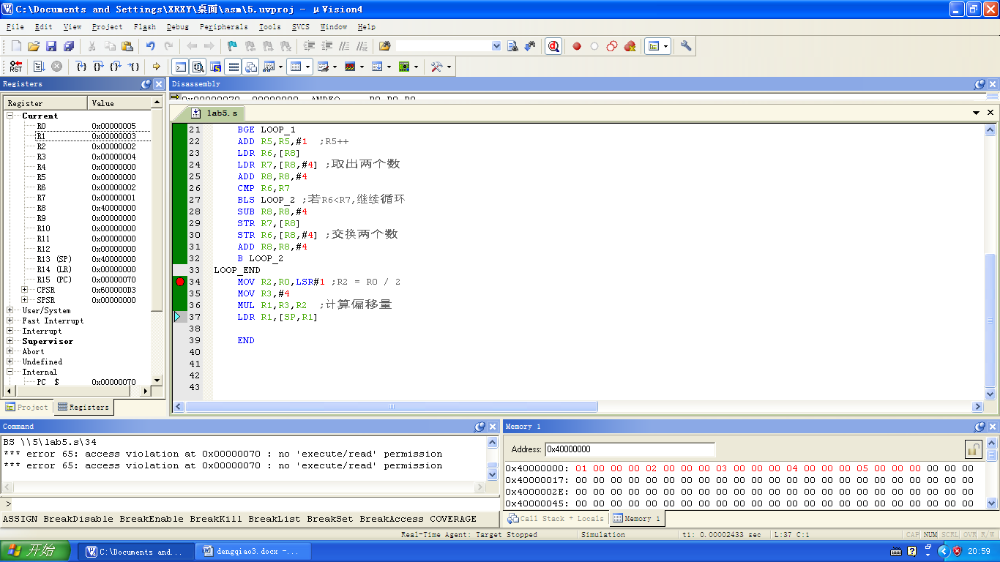 C:\Documents and Settings\XRXY\桌面\asm\5.uvproj - μVision4
File Edit View Project Flash Debug Peripherals Tools SVCS Window Help
RST
Registers
Register Value
Current
R0 0x00000005
R1 0x00000003
R2 0x00000002
R3 0x00000004
R4 0x00000000
R5 0x00000000
R6 0x00000002
R7 0x00000001
R8 0x40000000
R9 0x00000000
R10 0x00000000
R11 0x00000000
R12 0x00000000
R13 (SP) 0x40000000
R14 (LR) 0x00000000
R15 (PC) 0x00000070
CPSR 0x600000D3
SPSR 0x00000000
User/System
Fast Interrupt
Interrupt
Supervisor
Abort
Undefined
Internal
PC $ 0x00000070
Project Registers
Disassembly
0x00000070 00000000 ANDEQ R0,R0,R0
lab5.s
21 BGE LOOP_1
22 ADD R5,R5,#1 ;R5++
23 LDR R6,[R8]
24 LDR R7,[R8,#4] ;取出两个数
25 ADD R8,R8,#4
26 CMP R6,R7
27 BLS LOOP_2 ;若R6<R7,继续循环
28 SUB R8,R8,#4
29 STR R7,[R8]
30 STR R6,[R8,#4] ;交换两个数
31 ADD R8,R8,#4
32 B LOOP_2
33 LOOP_END
34 MOV R2,R0,LSR#1 ;R2 = R0 / 2
35 MOV R3,#4
36 MUL R1,R3,R2 ;计算偏移量
37 LDR R1,[SP,R1]
38
39 END
40
41
42
43
Command
BS \\5\lab5.s\34
*** error 65: access violation at 0x00000070 : no 'execute/read' permission
*** error 65: access violation at 0x00000070 : no 'execute/read' permission
>
ASSIGN BreakDisable BreakEnable BreakKill BreakList BreakSet BreakAccess COVERAGE
Memory 1
Address: 0x40000000
0x40000000: 01 00 00 00 02 00 00 00 03 00 00 00 04 00 00 00 05 00 00 00 00 00 00
0x40000017: 00 00 00 00 00 00 00 00 00 00 00 00 00 00 00 00 00 00 00 00 00 00 00
0x4000002E: 00 00 00 00 00 00 00 00 00 00 00 00 00 00 00 00 00 00 00 00 00 00 00
0x40000045: 00 00 00 00 00 00 00 00 00 00 00 00 00 00 00 00 00 00 00 00 00 00 00
Call Stack + Locals Memory 1
Real-Time Agent: Target Stopped Simulation t1: 0.00002433 sec L:37 C:1 CAP NUM SCRL OVR R/W
开始 C:\Documents and... dengqiao3.docx -... 20:59